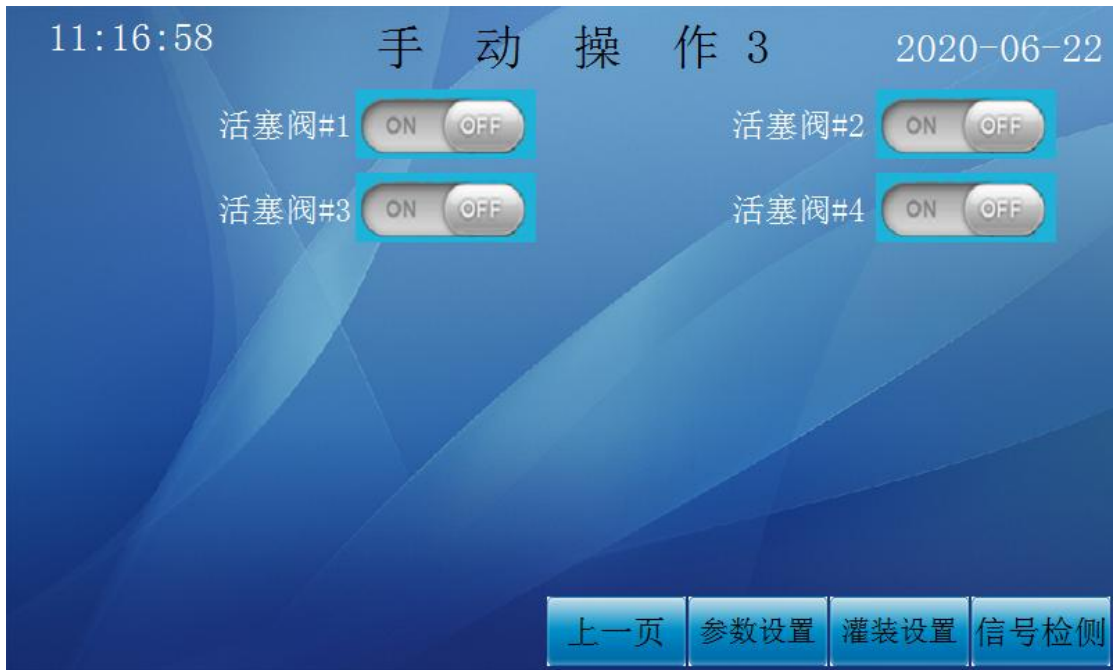 11:16:58 手动操作3 2020-06-22
活塞阀#1 ON OFF 活塞阀#2 ON OFF
活塞阀#3 ON OFF 活塞阀#4 ON OFF
上一页 参数设置 灌装设置 信号检侧